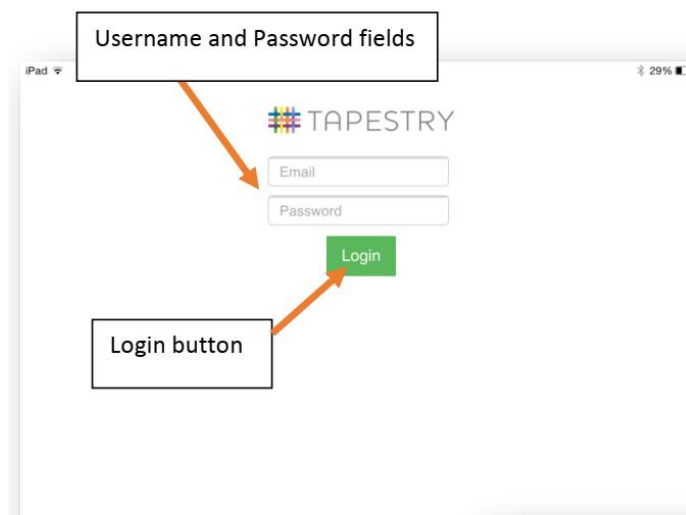 Username and Password fields
iPad
29%
TAPESTRY
Email
Password
Login
Login button